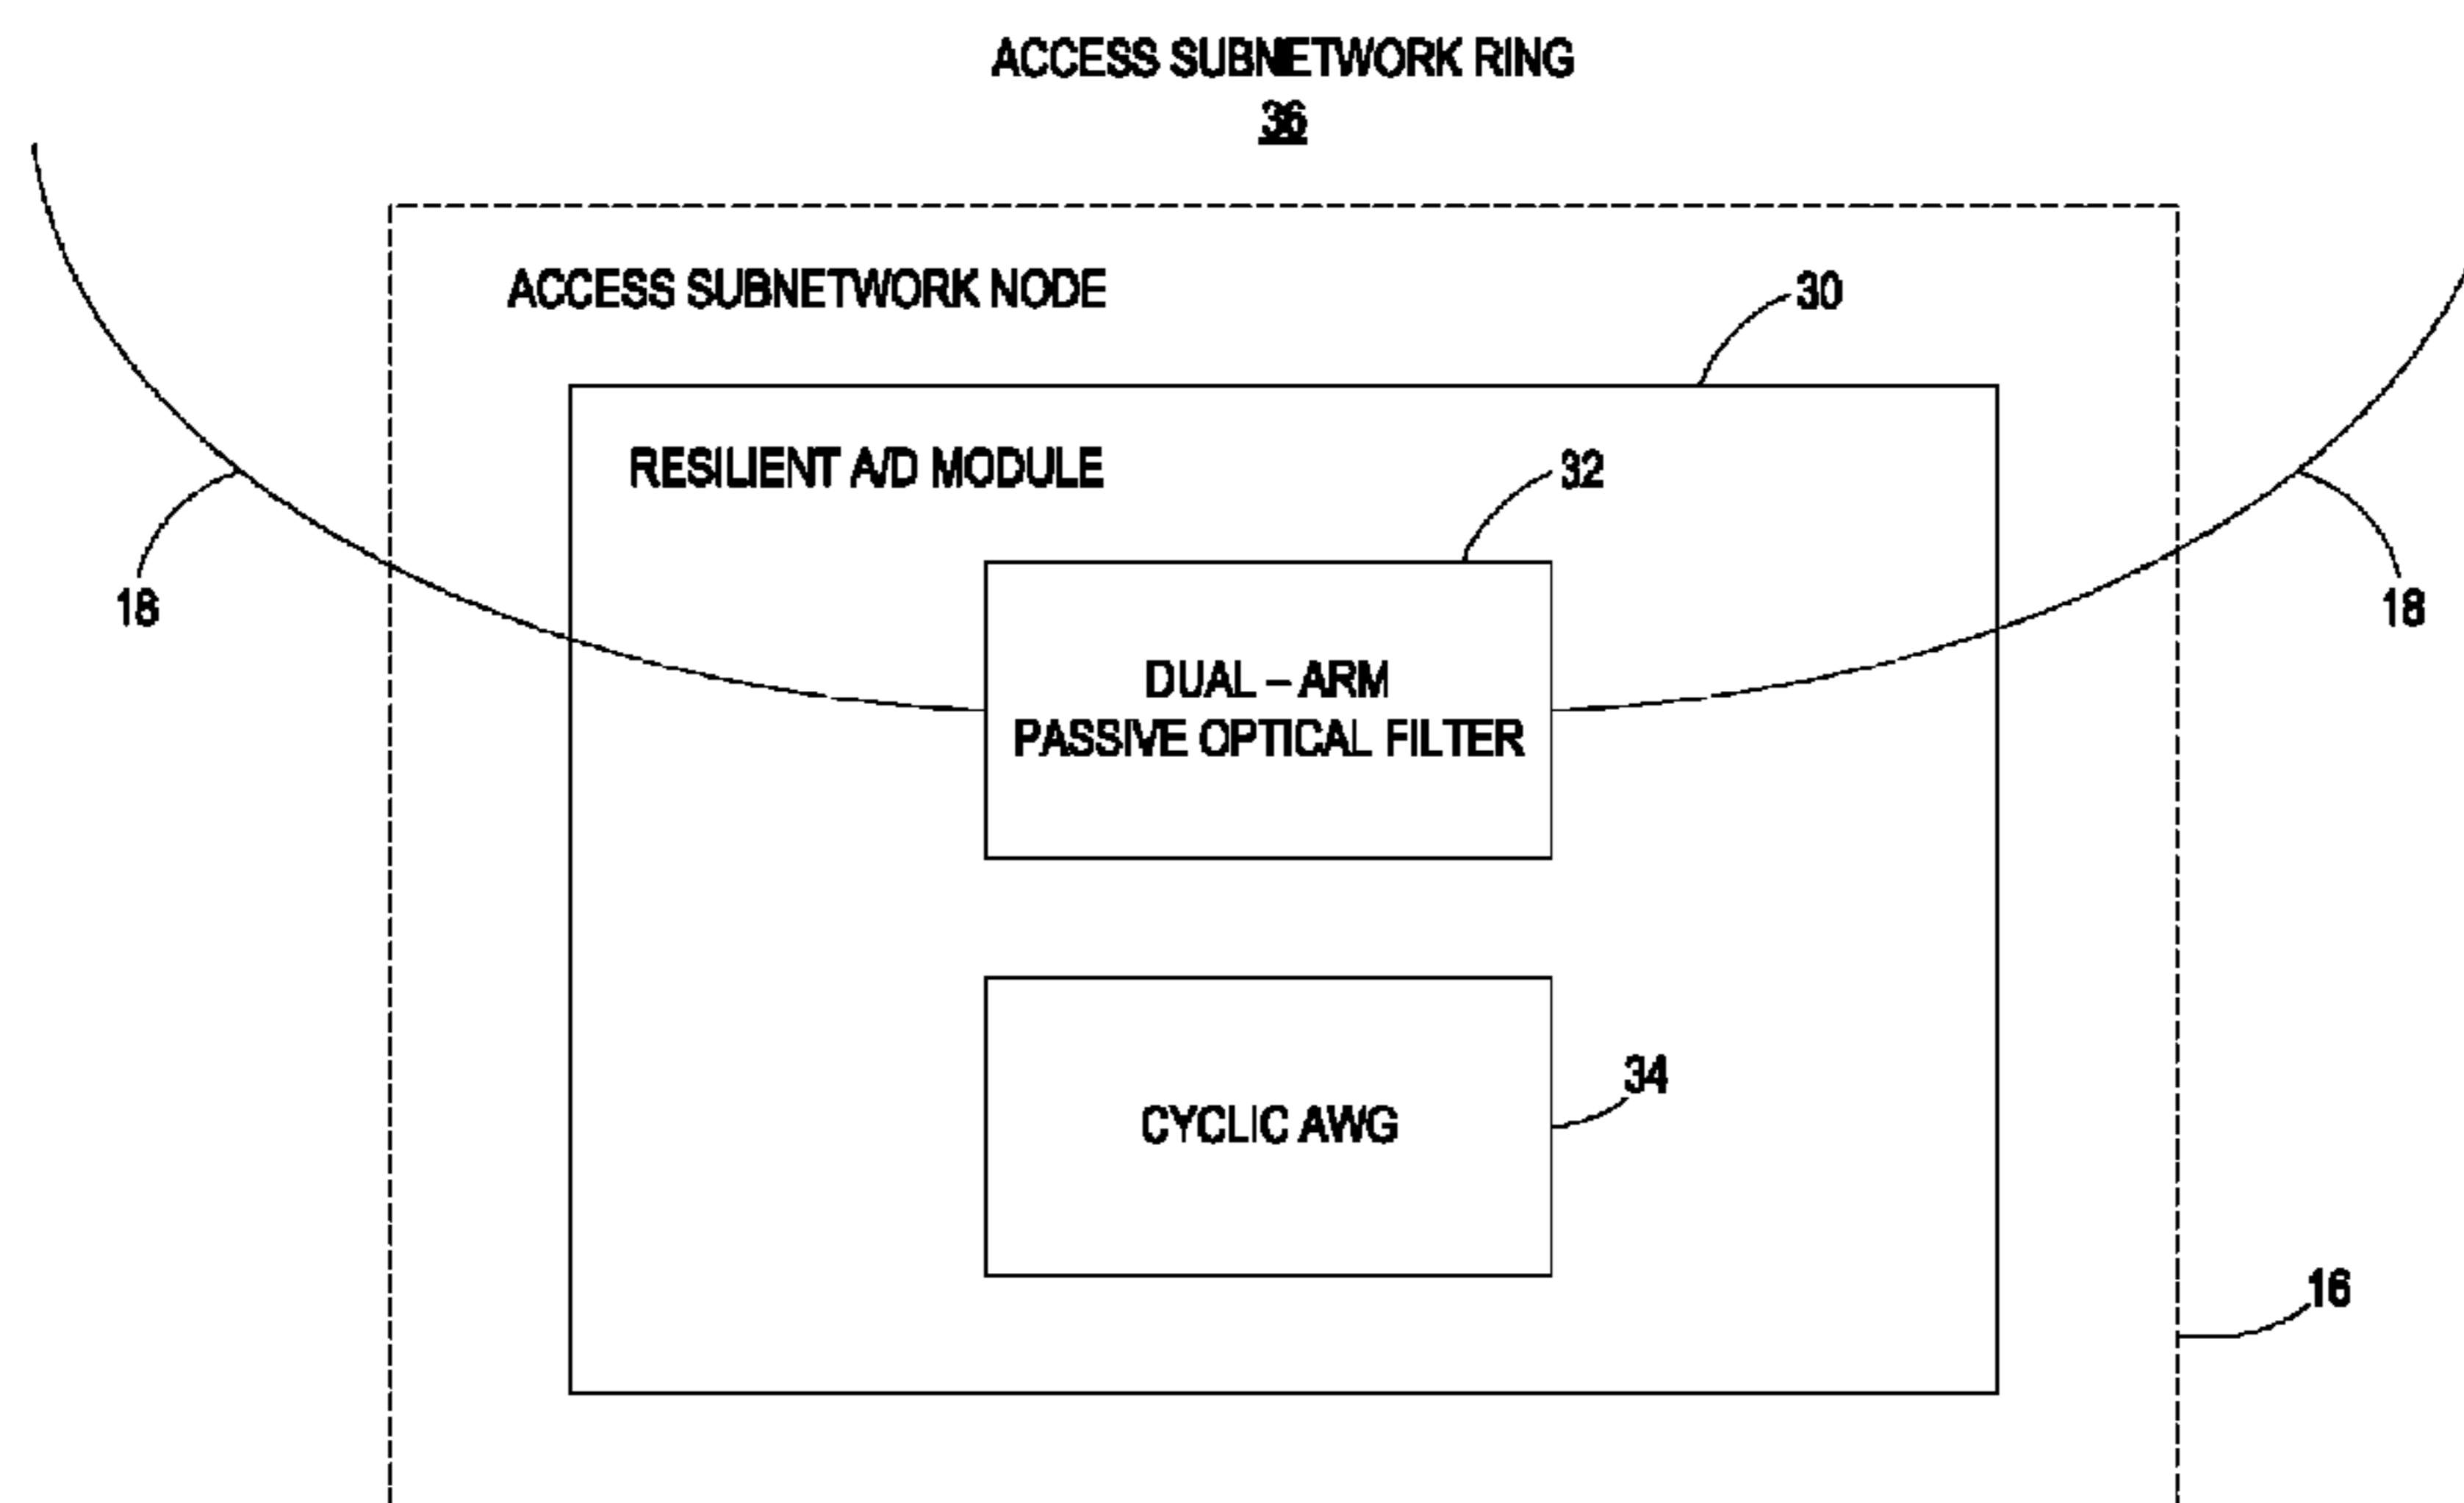 ACCESS SUBNETWORK RING
36
ACCESS SUBNETWORK NODE
30
RESILIENT A/D MODULE
32
18
18
DUAL – ARM
PASSIVE OPTICAL FILTER
34
CYCLIC AWG
16